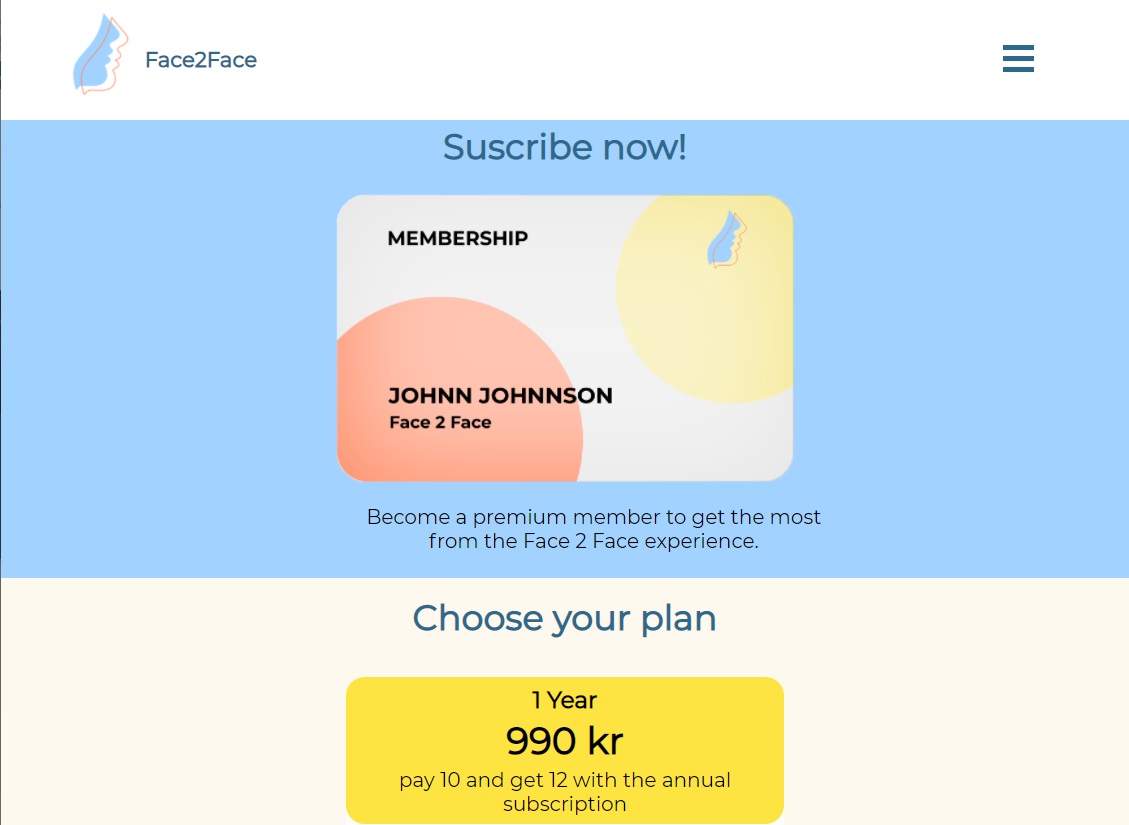 Face2Face
Suscribe now!
MEMBERSHIP
JOHNN JOHNNSON
Face 2 Face
Become a premium member to get the most
from the Face 2 Face experience.
Choose your plan
1 Year
990 kr
pay 10 and get 12 with the annual
subscription